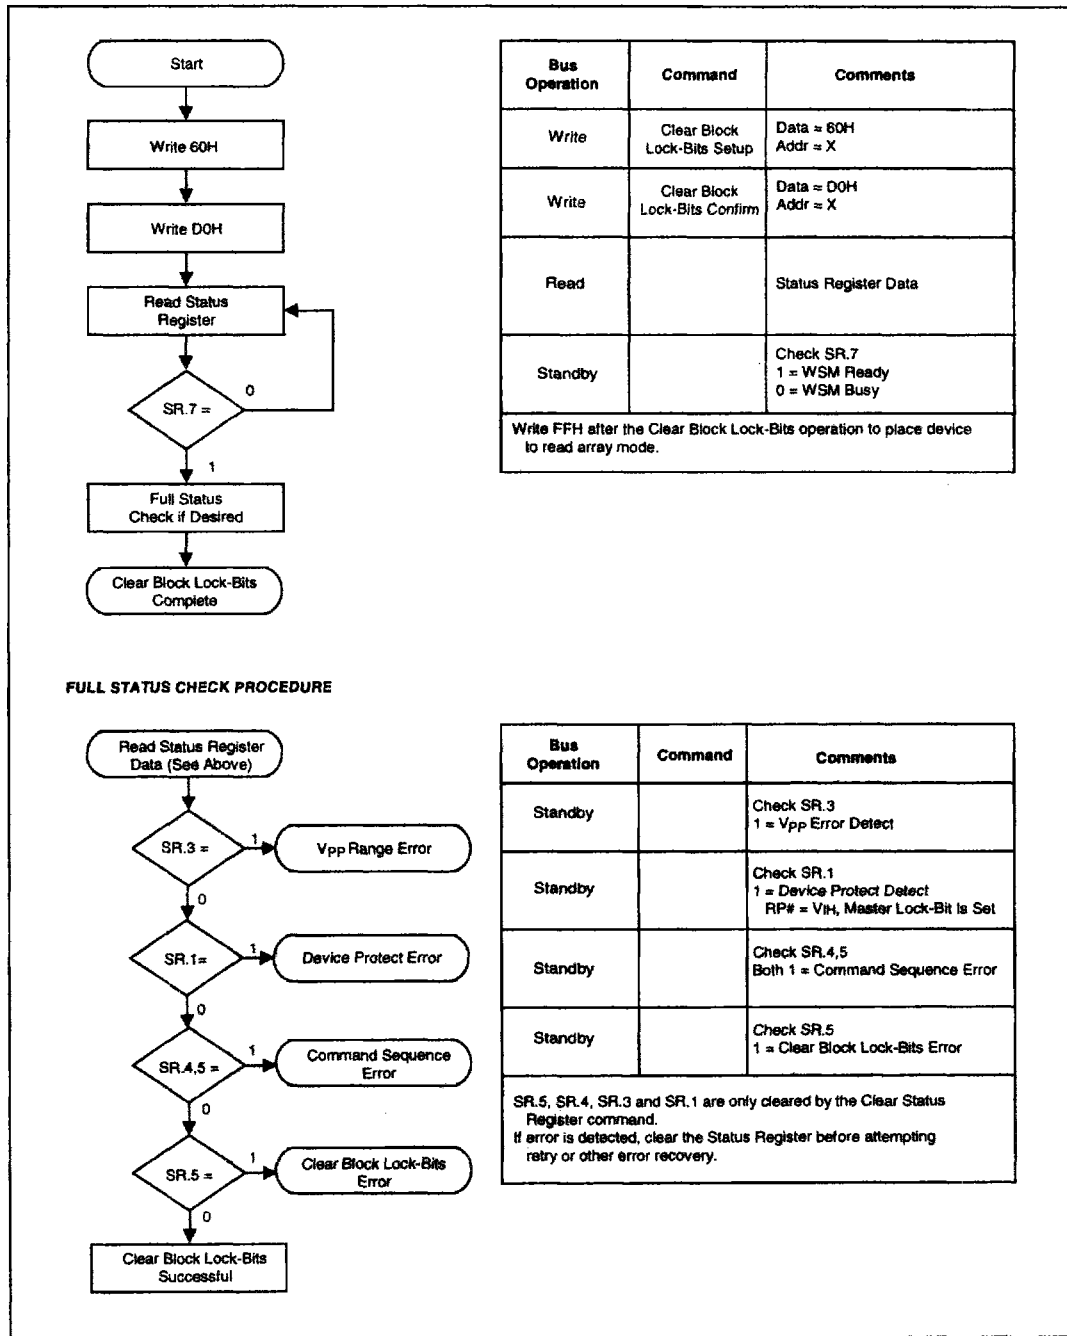 Start
Write 60H
Write D0H
Read Status
Register
0
SR.7 =
1
Full Status
Check if Desired
Clear Block Lock-Bits
Complete
Bus
Operation
Command
Comments
Write
Clear Block
Lock-Bits Setup
Data = 60H
Addr = X
Write
Clear Block
Lock-Bits Confirm
Data = D0H
Addr = X
Read
Status Register Data
Standby
Check SR.7
1 = WSM Ready
0 = WSM Busy
Write FFH after the Clear Block Lock-Bits operation to place device
to read array mode.
FULL STATUS CHECK PROCEDURE
Read Status Register
Data (See Above)
SR.3 =
1
VPP Range Error
0
SR.1=
1
Device Protect Error
0
SR.4,5 =
1
Command Sequence
Error
0
SR.5 =
1
Clear Block Lock-Bits
Error
0
Clear Block Lock-Bits
Successful
Bus
Operation
Command
Comments
Standby
Check SR.3
1 = VPP Error Detect
Standby
Check SR.1
1 = Device Protect Detect
RP# = VIH, Master Lock-Bit Is Set
Standby
Check SR.4,5
Both 1 = Command Sequence Error
Standby
Check SR.5
1 = Clear Block Lock-Bits Error
SR.5, SR.4, SR.3 and SR.1 are only cleared by the Clear Status
Register command.
If error is detected, clear the Status Register before attempting
retry or other error recovery.